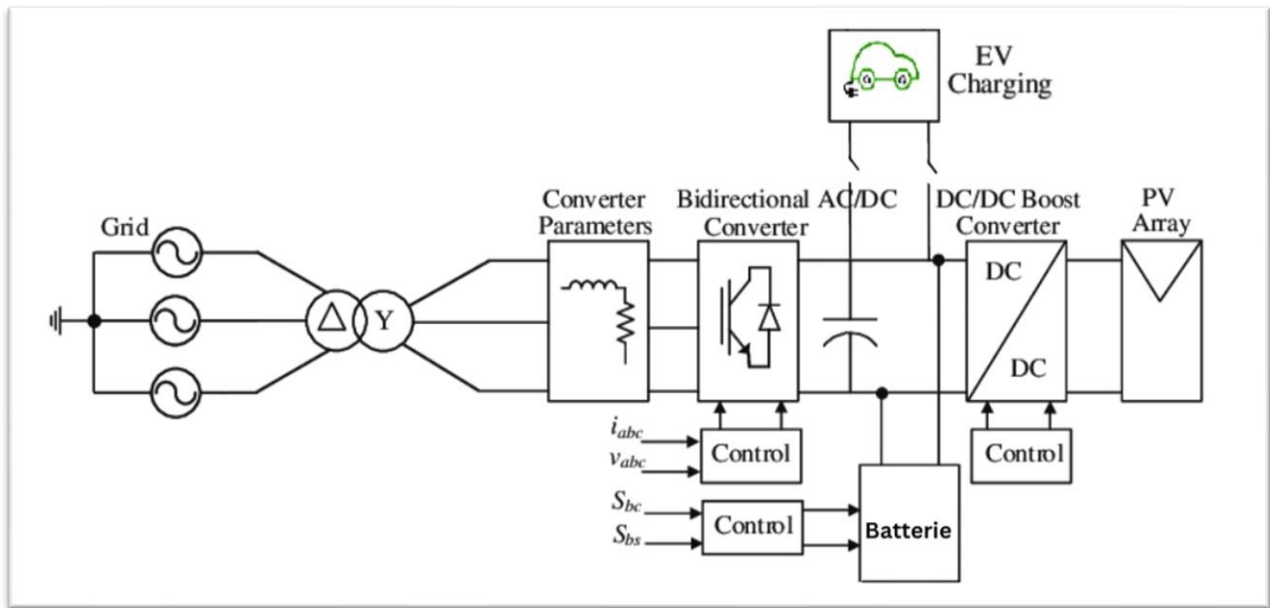 EV
Charging
Converter
Parameters
Bidirectional AC/DC
Converter
DC/DC Boost
Converter
PV
Array
Grid
Δ
Y
DC
DC
i_abc
v_abc
Control
Control
S_bc
S_bs
Control
Batterie